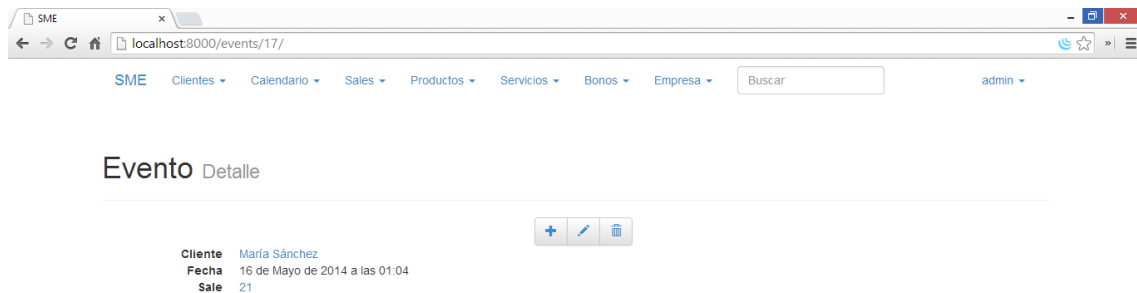 SME
localhost:8000/events/17/
SME Clientes Calendario Sales Productos Servicios Bonos Empresa Buscar admin
Evento Detalle
Cliente María Sánchez
Fecha 16 de Mayo de 2014 a las 01:04
Sale 21